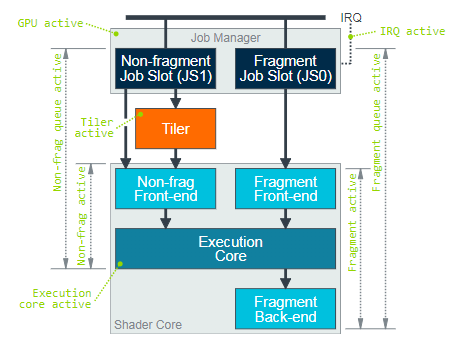 GPU active
IRQ
IRQ active
Job Manager
Non-fragment
Job Slot (JS1)
Fragment
Job Slot (JS0)
Non-frag queue active
Fragment queue active
Tiler
active
Tiler
Non-frag active
Non-frag
Front-end
Fragment
Front-end
Fragment active
Execution
Core
Execution
core active
Fragment
Back-end
Shader Core